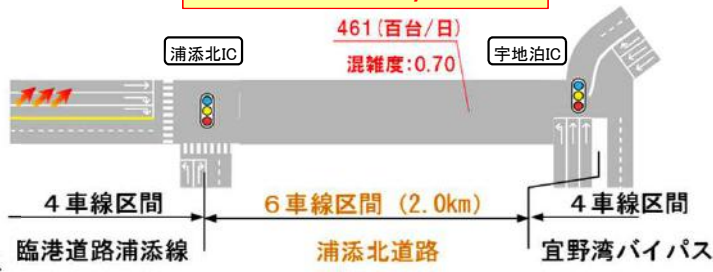 461(百台/日)
混雑度:0.70
浦添北IC
宇地泊IC
4車線区間
6車線区間 (2.0km)
4車線区間
臨港道路浦添線
浦添北道路
宜野湾バイパス